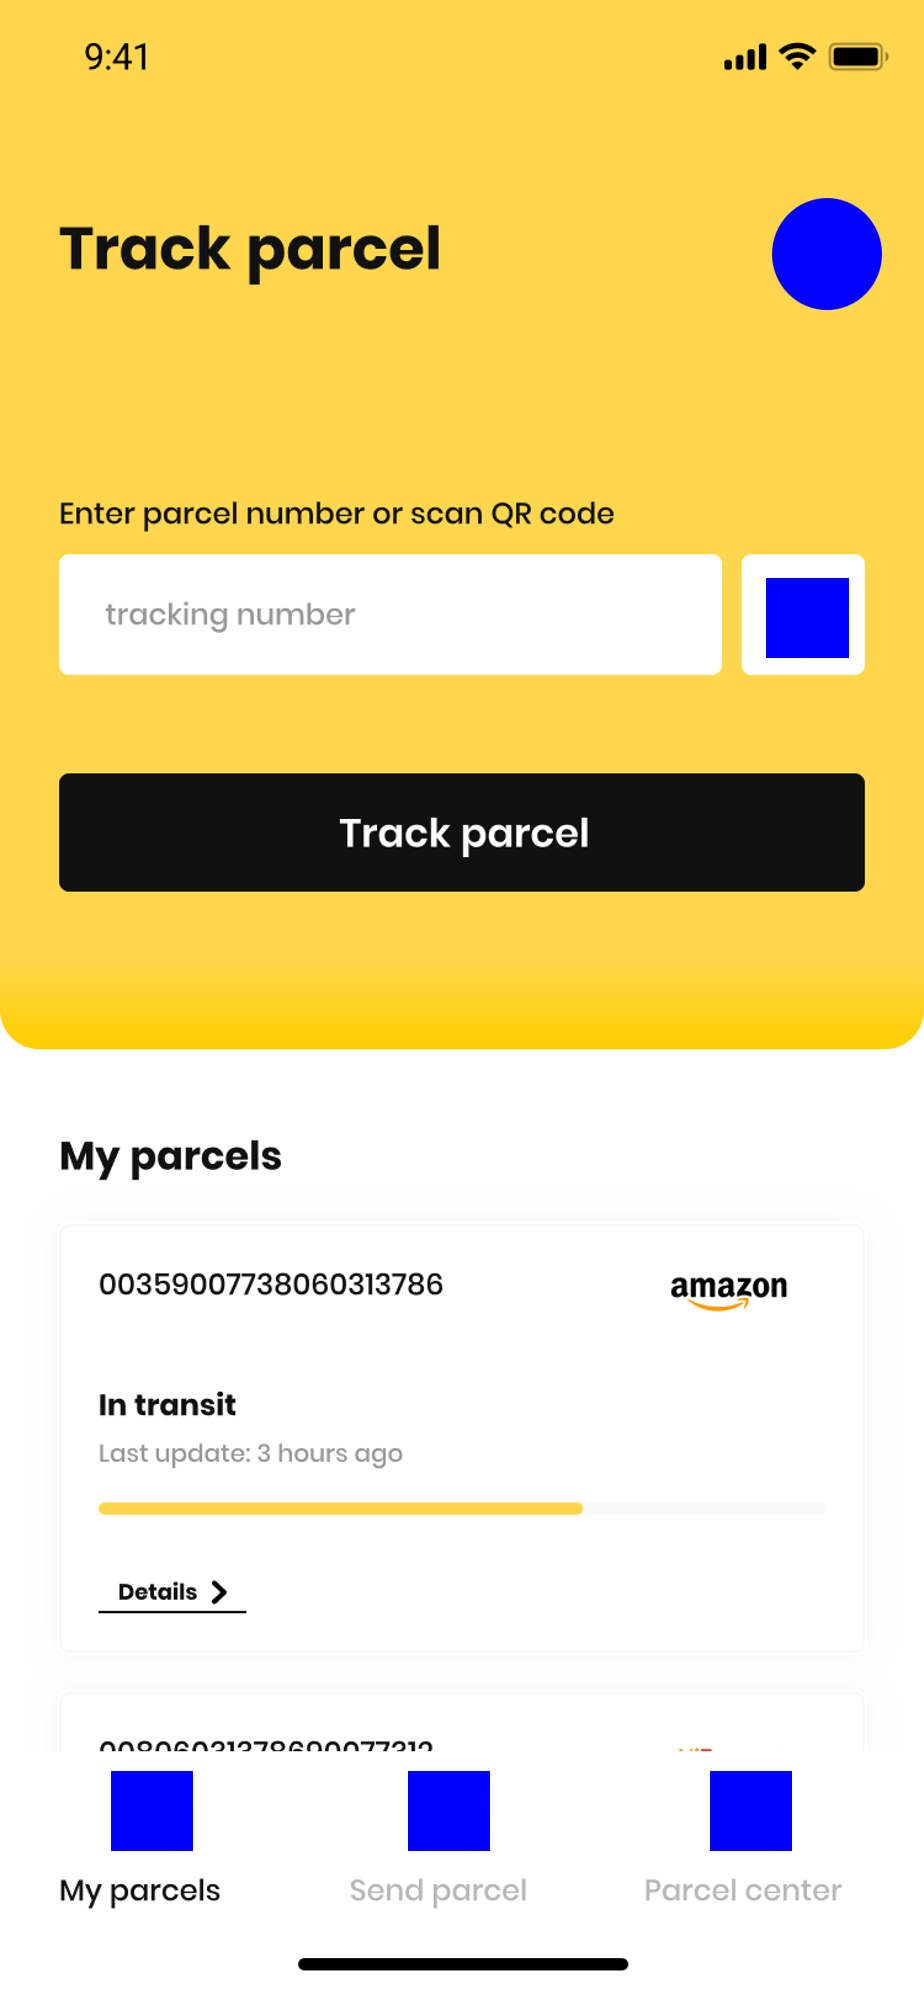 9:41
Track parcel
Enter parcel number or scan QR code
tracking number
Track parcel
My parcels
00359007738060313786
amazon
In transit
Last update: 3 hours ago
Details
00806031378690077312
My parcels
Send parcel
Parcel center